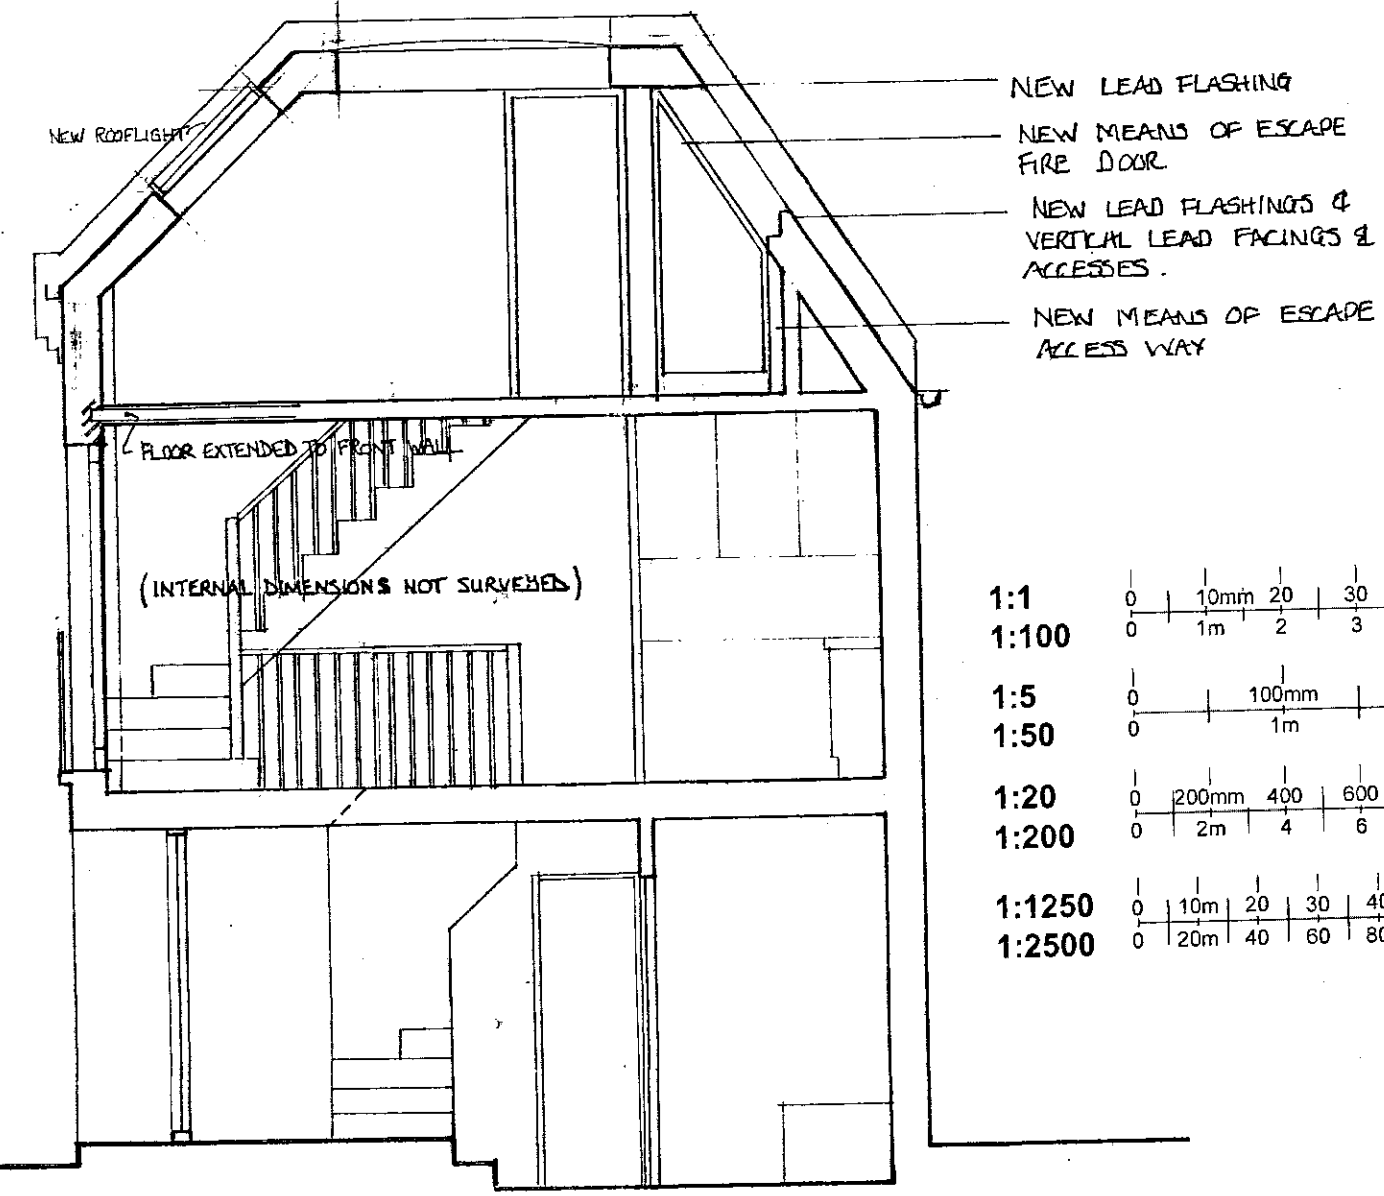 NEW LEAD FLASHING
NEW MEANS OF ESCAPE
FIRE DOOR.
NEW LEAD FLASHINGS &
VERTICAL LEAD FACINGS &
ACCESSES.
NEW MEANS OF ESCAPE
ACCESS WAY
NEW ROOFLIGHT
FLOOR EXTENDED TO FRONT WALL
(INTERNAL DIMENSIONS NOT SURVEYED)
1:1 0 10mm 20 30
1:100 0 1m 2 3
1:5 0 100mm
1:50 0 1m
1:20 0 200mm 400 600
1:200 0 2m 4 6
1:1250 0 10m 20 30 40
1:2500 0 20m 40 60 80